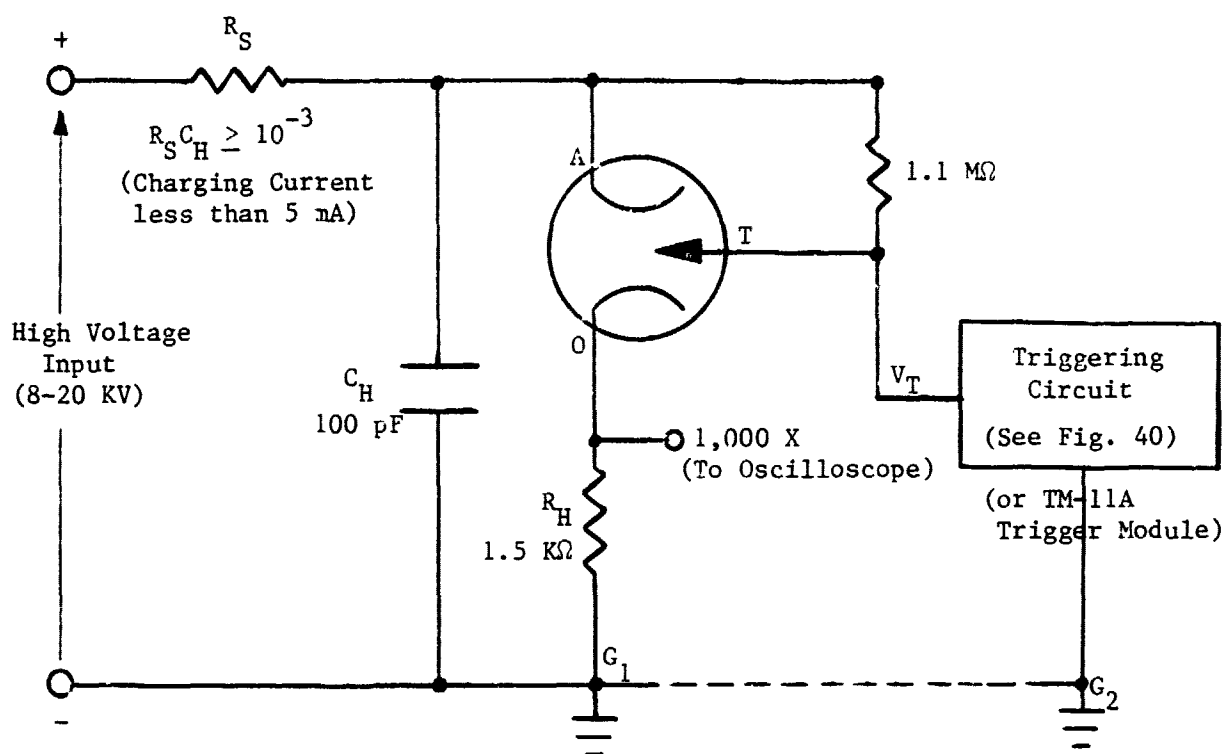 +
R_S
R_S C_H ≥ 10^-3
(Charging Current
less than 5 mA)
A
1.1 MΩ
T
High Voltage
Input
(8~20 KV)
O
C_H
100 pF
V_T
Triggering
Circuit
(See Fig. 40)
1,000 X
(To Oscilloscope)
(or TM-11A
Trigger Module)
R_H
1.5 KΩ
G_1
G_2
-